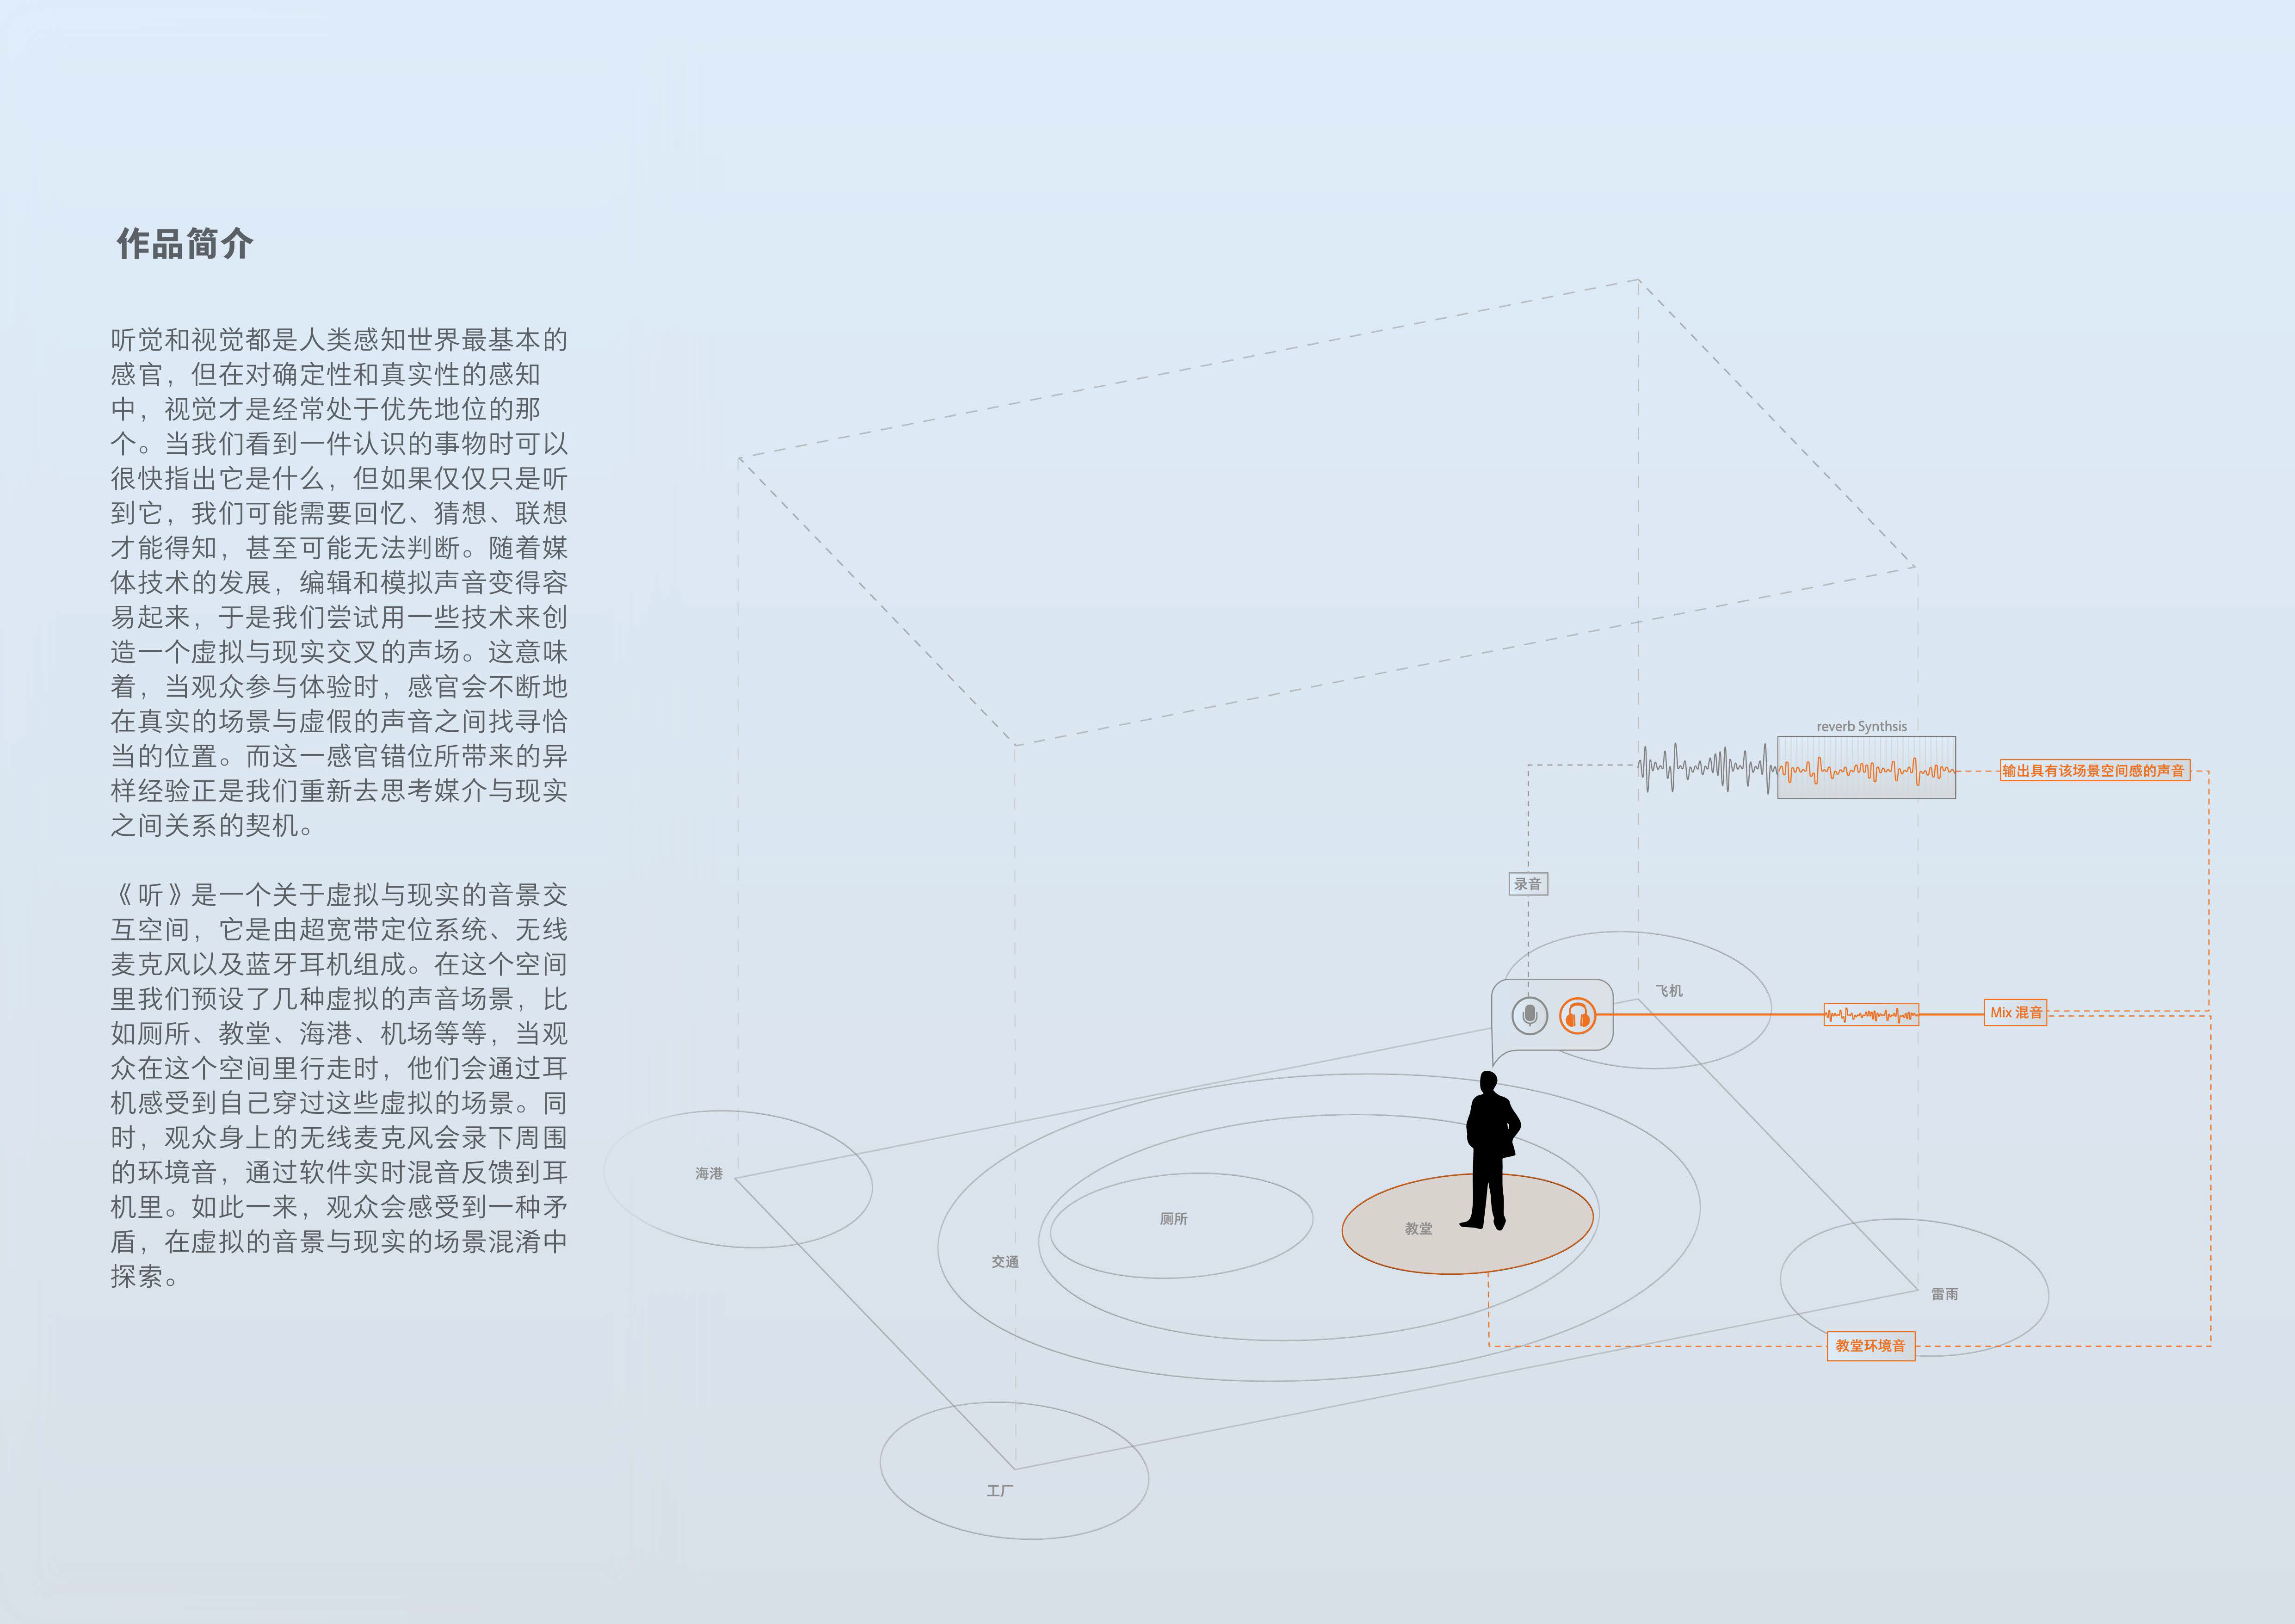 作品简介
听觉和视觉都是人类感知世界最基本的
感官，但在对确定性和真实性的感知
中，视觉才是经常处于优先地位的那
个。当我们看到一件认识的事物时可以
很快指出它是什么，但如果仅仅只是听
到它，我们可能需要回忆、猜想、联想
才能得知，甚至可能无法判断。随着媒
体技术的发展，编辑和模拟声音变得容
易起来，于是我们尝试用一些技术来创
造一个虚拟与现实交叉的声场。这意味
着，当观众参与体验时，感官会不断地
在真实的场景与虚假的声音之间找寻恰
当的位置。而这一感官错位所带来的异
样经验正是我们重新去思考媒介与现实
之间关系的契机。
《听》是一个关于虚拟与现实的音景交
互空间，它是由超宽带定位系统、无线
麦克风以及蓝牙耳机组成。在这个空间
里我们预设了几种虚拟的声音场景，比
如厕所、教堂、海港、机场等等，当观
众在这个空间里行走时，他们会通过耳
机感受到自己穿过这些虚拟的场景。同
时，观众身上的无线麦克风会录下周围
的环境音，通过软件实时混音反馈到耳
机里。如此一来，观众会感受到一种矛
盾，在虚拟的音景与现实的场景混淆中
探索。
reverb Synthsis
输出具有该场景空间感的声音
录音
飞机
Mix 混音
海港
厕所
教堂
交通
雷雨
教堂环境音
工厂